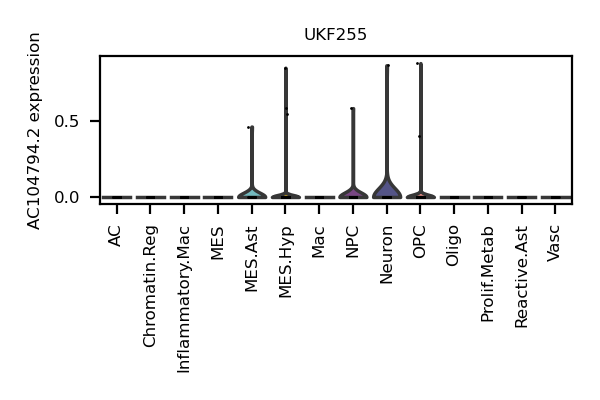 UKF255
AC104794.2 expression
0.5
0.0
AC
Chromatin.Reg
Inflammatory.Mac
MES
MES.Ast
MES.Hyp
Mac
NPC
Neuron
OPC
Oligo
Prolif.Metab
Reactive.Ast
Vasc